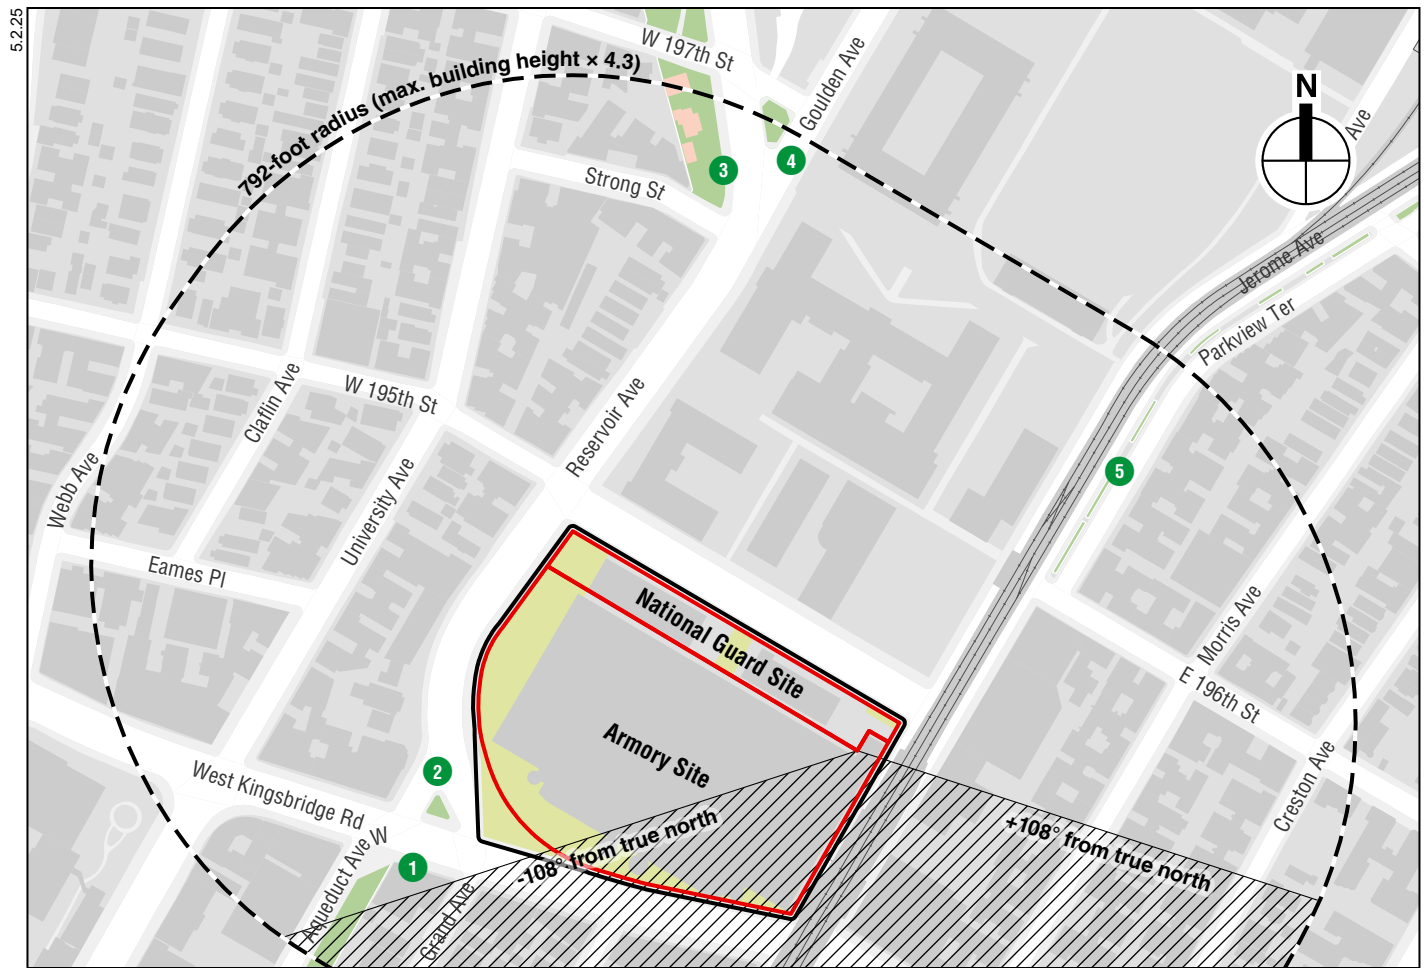 5.2.25
W 197th St
Goulden Ave
792-foot radius (max. building height × 4.3)
N
Ave
3
4
Strong St
Jerome Ave
Parkview Ter
W 195th St
Claflin Ave
Reservoir Ave
Webb Ave
University Ave
5
Eames Pl
National Guard Site
Morris Ave
E 196th St
Armory Site
2
West Kingsbridge Rd
Creston Ave
-108° from true north
+108° from true north
1
Aqueduct Ave W
Grand Ave